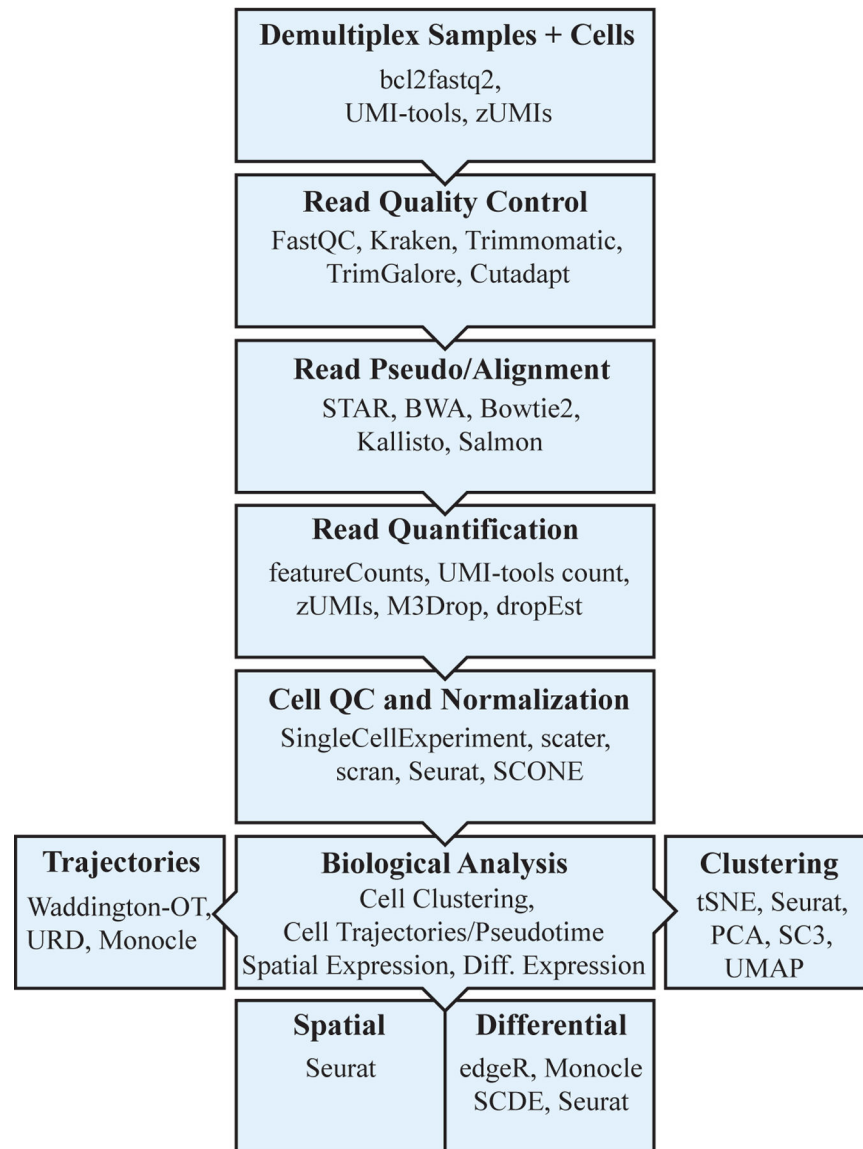 Demultiplex Samples + Cells
bcl2fastq2,
UMI-tools, zUMIs
Read Quality Control
FastQC, Kraken, Trimmomatic,
TrimGalore, Cutadapt
Read Pseudo/Alignment
STAR, BWA, Bowtie2,
Kallisto, Salmon
Read Quantification
featureCounts, UMI-tools count,
zUMIs, M3Drop, dropEst
Cell QC and Normalization
SingleCellExperiment, scater,
scran, Seurat, SCONE
Trajectories
Waddington-OT,
URD, Monocle
Biological Analysis
Cell Clustering,
Cell Trajectories/Pseudotime
Spatial Expression, Diff. Expression
Clustering
tSNE, Seurat,
PCA, SC3,
UMAP
Spatial
Seurat
Differential
edgeR, Monocle
SCDE, Seurat